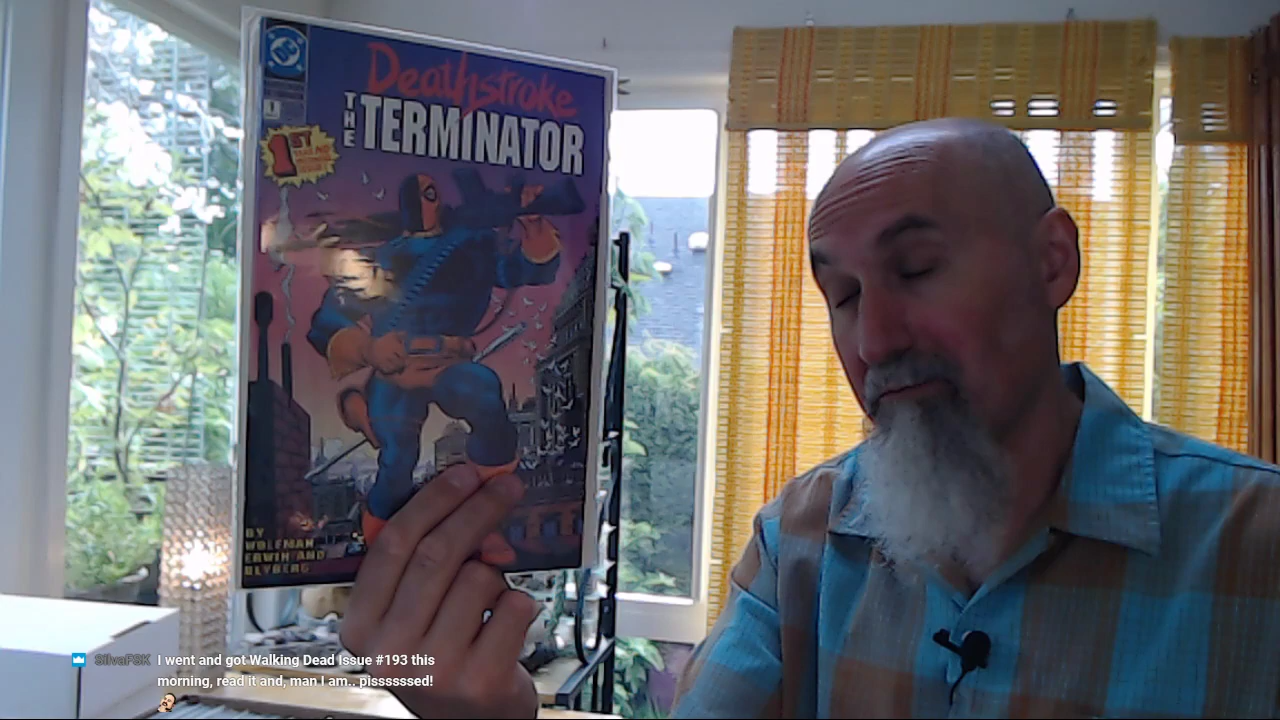 DC
Deathstroke
THE TERMINATOR
1ST
BY
WOLFMAN
ERWIN AND
BLYBERG
SilvaFSK I went and got Walking Dead Issue #193 this
morning, read it and, man I am.. pisssssssed!